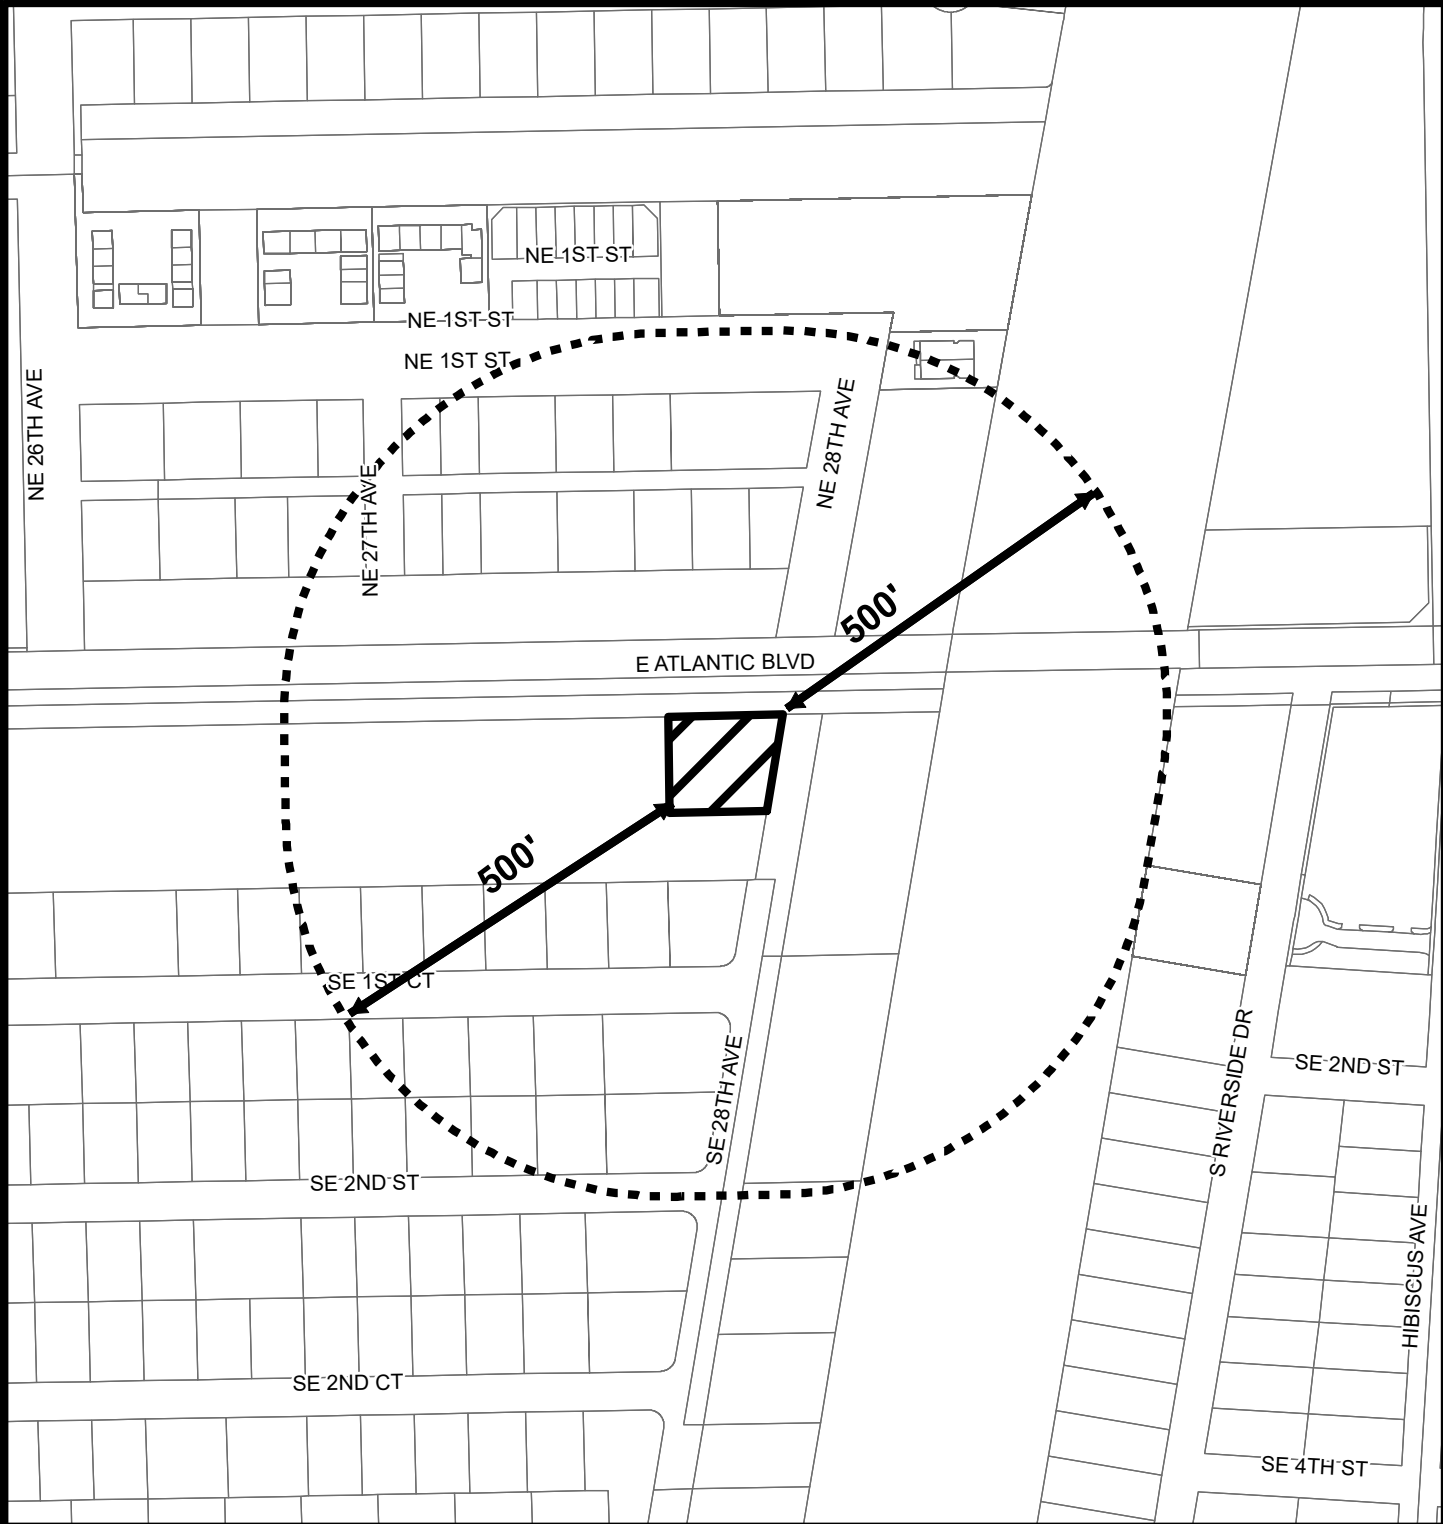 NE 1ST ST
NE 1ST ST
NE 1ST ST
NE 26TH AVE
NE 27TH AVE
NE 28TH AVE
500'
E ATLANTIC BLVD
500'
SE 1ST CT
SE 28TH AVE
S RIVERSIDE DR
SE 2ND ST
SE 2ND ST
HIBISCUS AVE
SE 2ND CT
SE 4TH ST